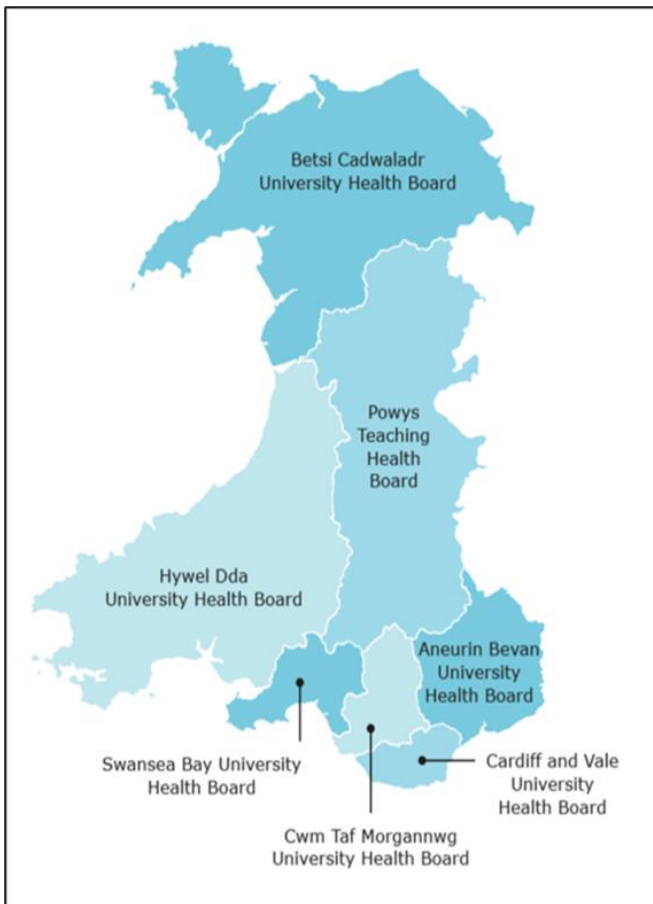 Betsi Cadwaladr
University Health Board
Powys
Teaching
Health
Board
Hywel Dda
University Health Board
Aneurin Bevan
University
Health Board
Swansea Bay University
Health Board
Cardiff and Vale
University
Health Board
Cwm Taf Morgannwg
University Health Board